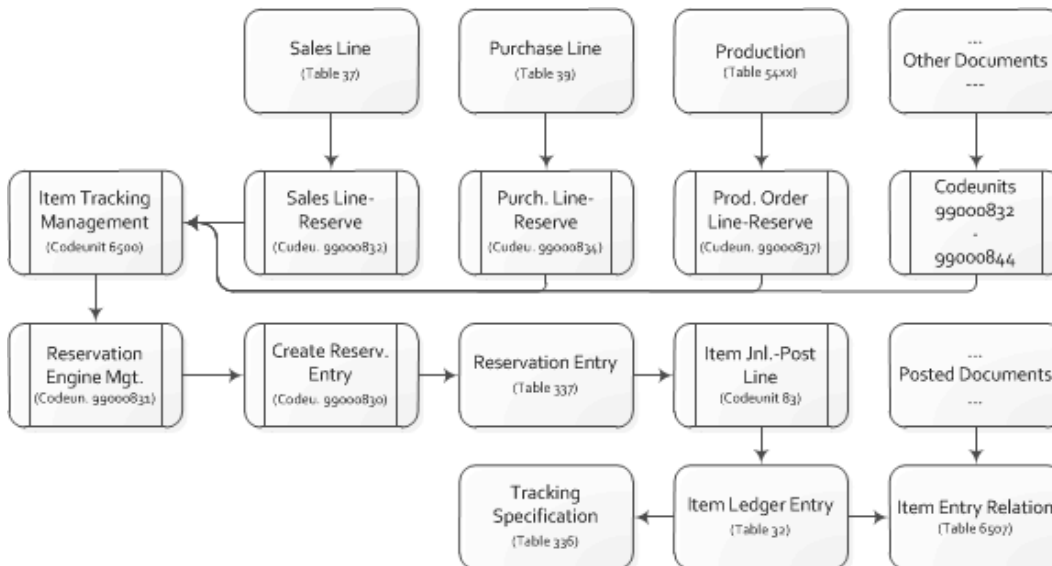 Sales Line
(Table 37)
Purchase Line
(Table 39)
Production
(Table 54xx)
...
Other Documents
---
Item Tracking
Management
(Codeunit 6500)
Sales Line-
Reserve
(Cudeu. 99000832)
Purch. Line-
Reserve
(Cudeu. 99000834)
Prod. Order
Line-Reserve
(Cudeun. 99000837)
Codeunits
99000832
-
99000844
Reservation
Engine Mgt.
(Codeun. 99000831)
Create Reserv.
Entry
(Codeu. 99000830)
Reservation Entry
(Table 337)
Item Jnl.-Post
Line
(Codeunit 83)
...
Posted Documents
...
Tracking
Specification
(Table 336)
Item Ledger Entry
(Table 32)
Item Entry Relation
(Table 6507)